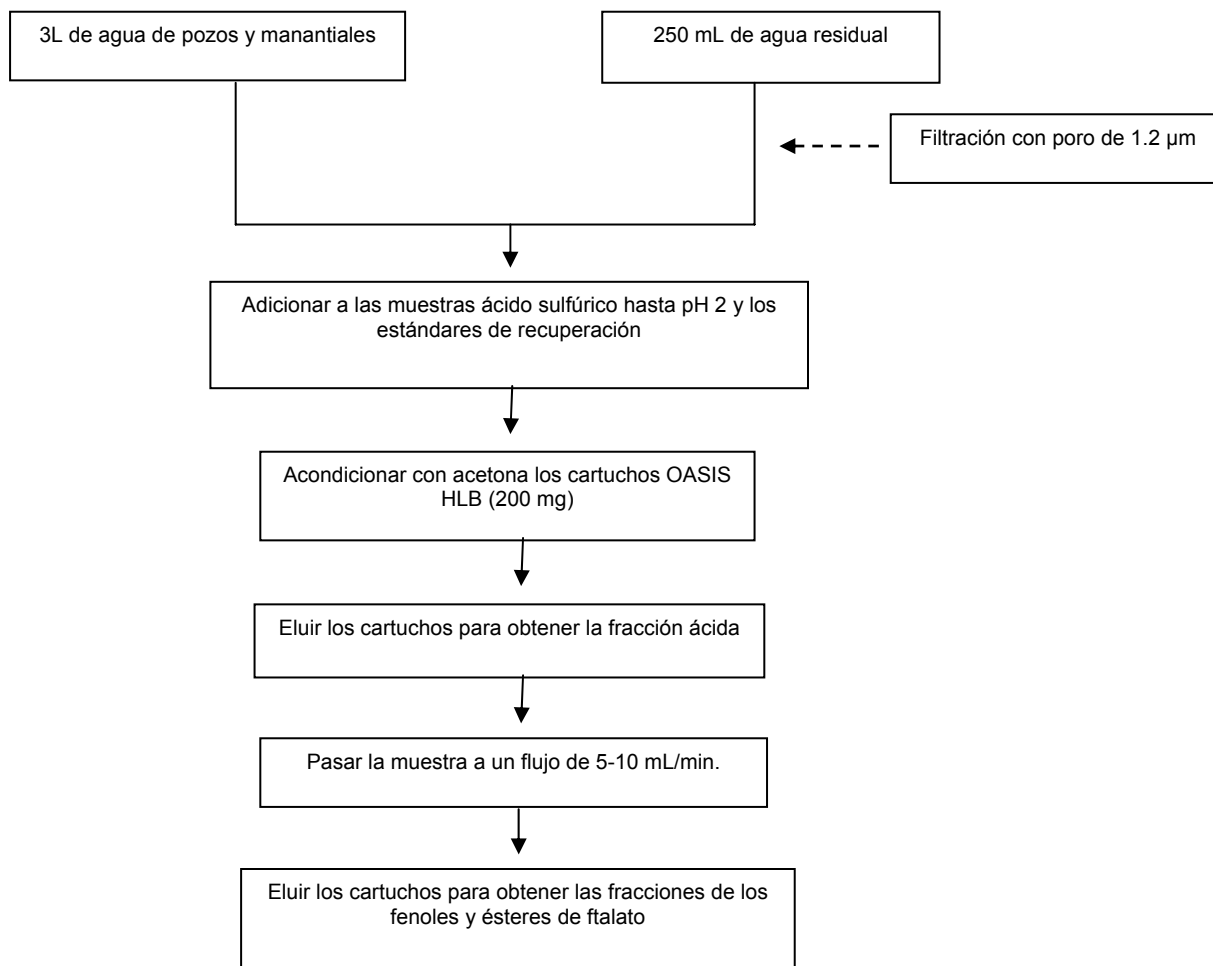 3L de agua de pozos y manantiales
250 mL de agua residual
Filtración con poro de 1.2 µm
Adicionar a las muestras ácido sulfúrico hasta pH 2 y los
estándares de recuperación
Acondicionar con acetona los cartuchos OASIS
HLB (200 mg)
Eluir los cartuchos para obtener la fracción ácida
Pasar la muestra a un flujo de 5-10 mL/min.
Eluir los cartuchos para obtener las fracciones de los
fenoles y ésteres de ftalato